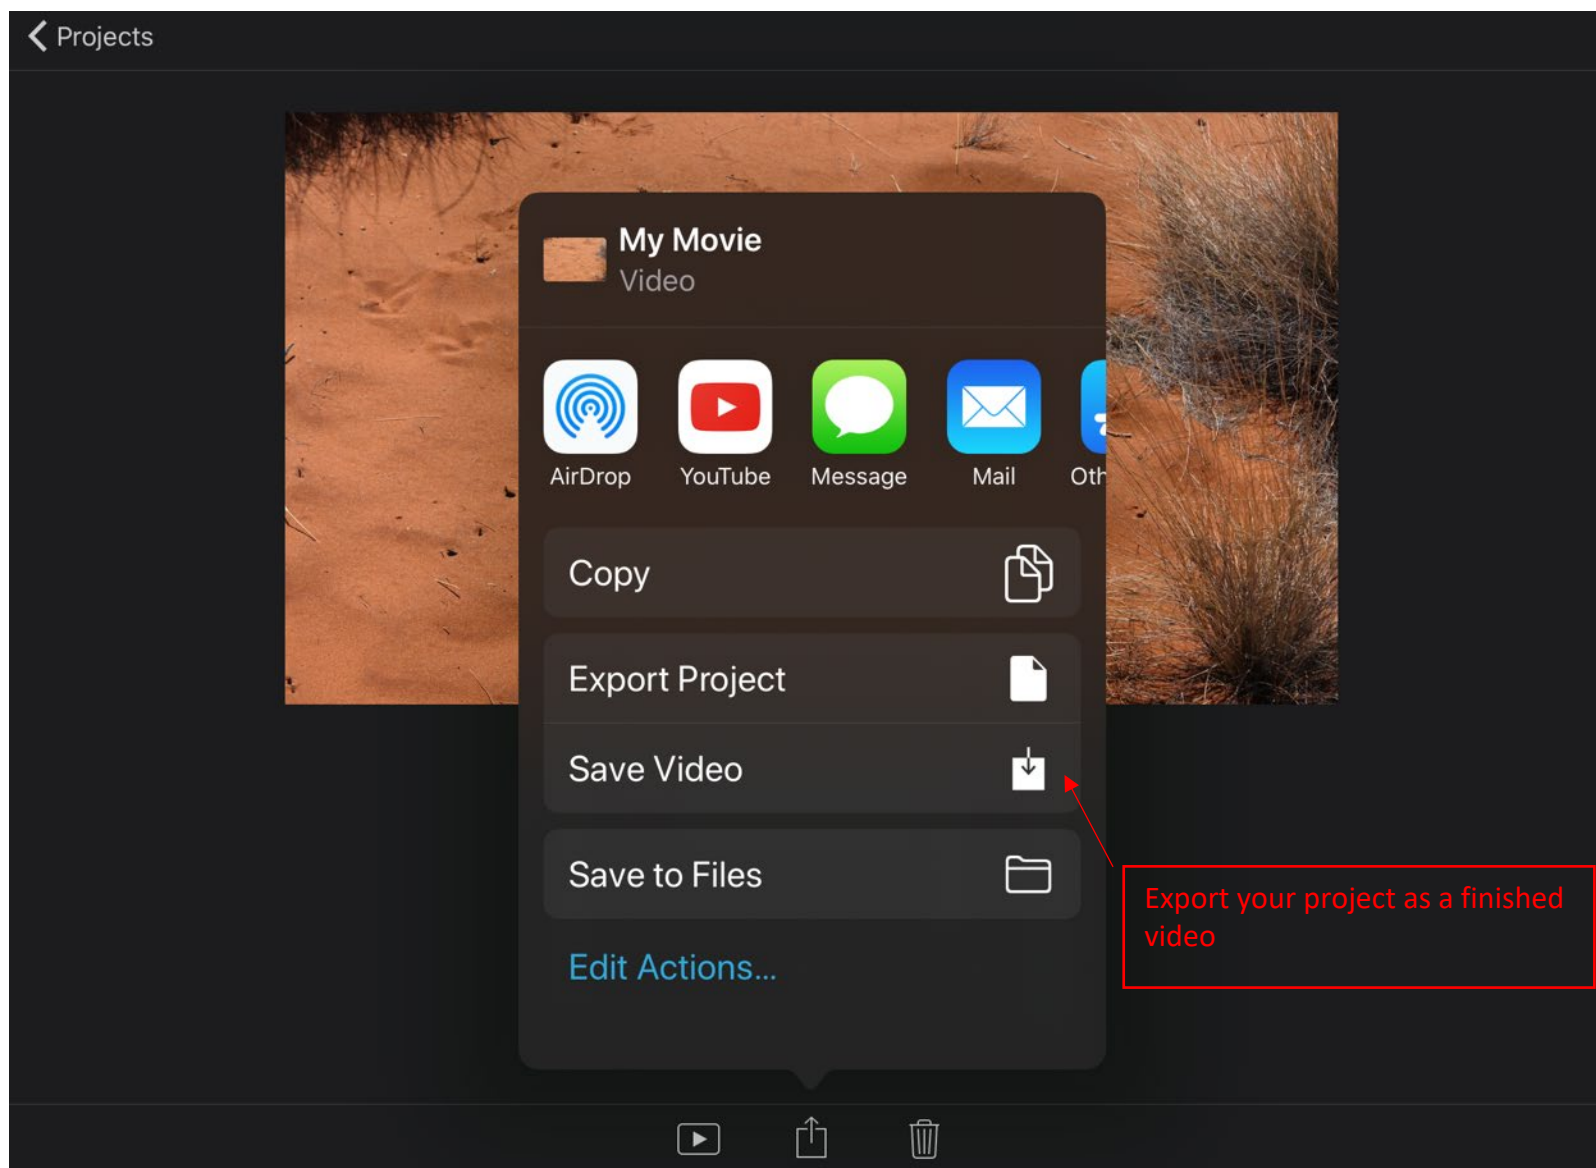 Projects
My Movie
Video
AirDrop
YouTube
Message
Mail
Oth
Copy
Export Project
Save Video
Save to Files
Export your project as a finished
video
Edit Actions...